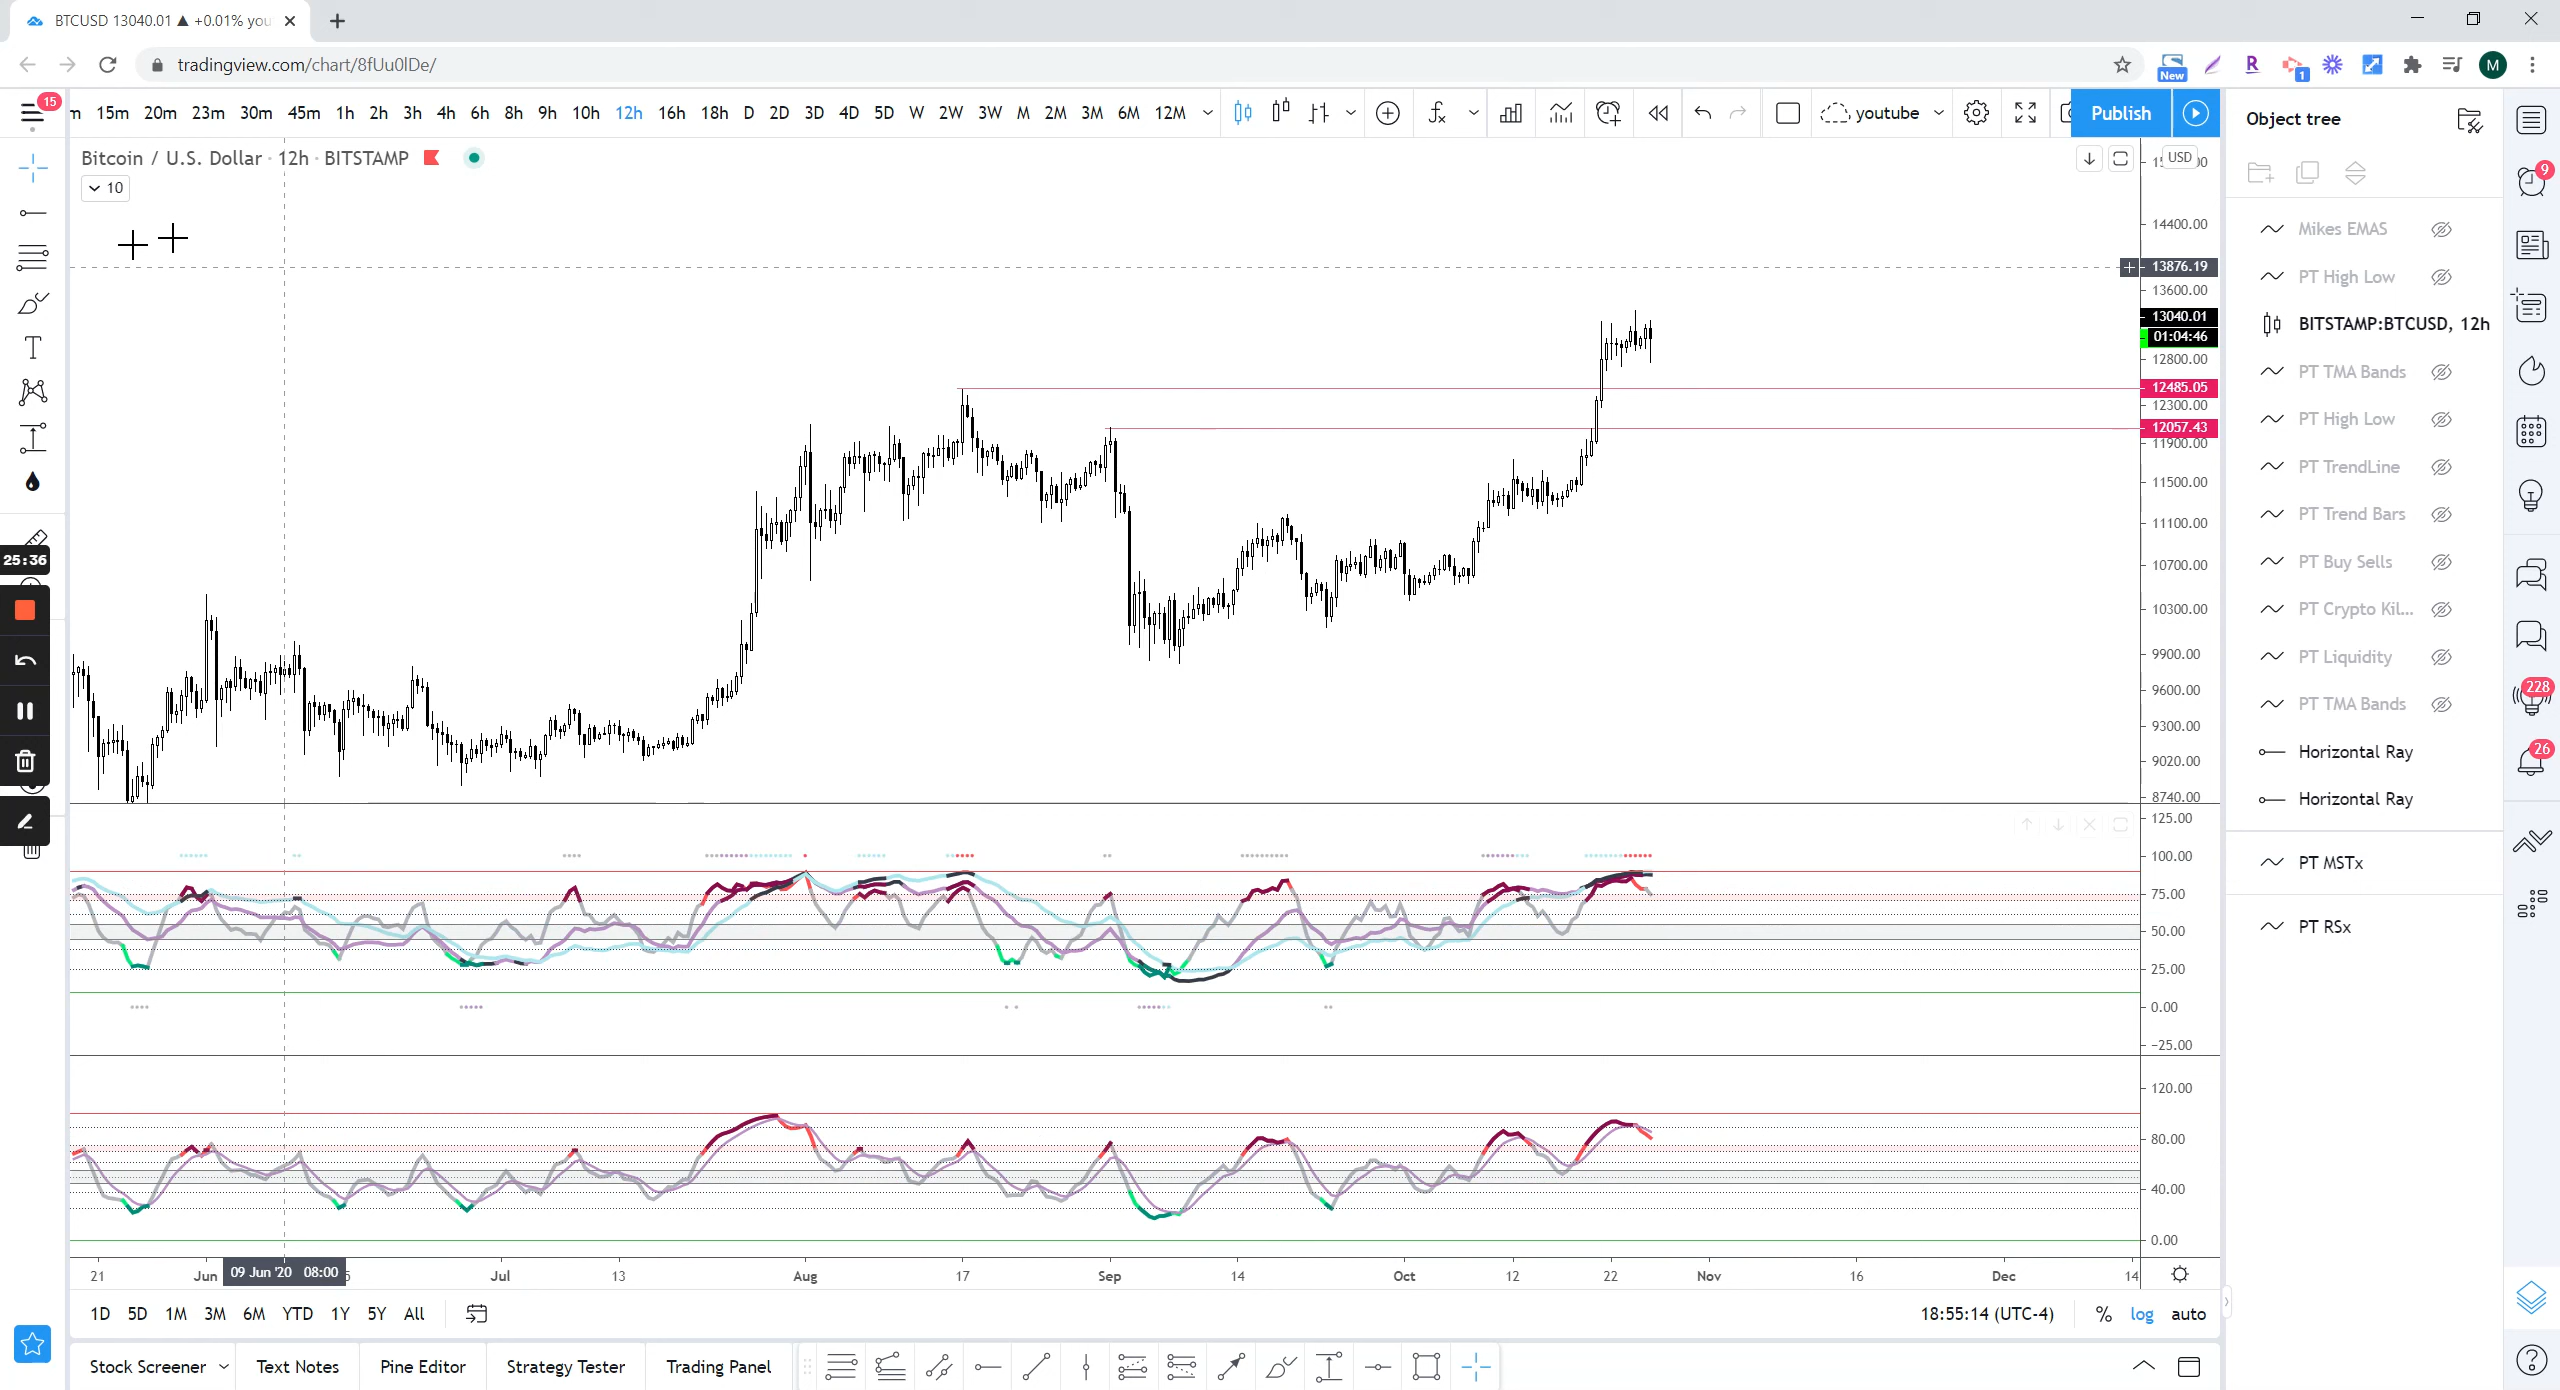 BTCUSD 13040.01 ▲ +0.01% you
tradingview.com/chart/8fUu0lDe/
New
R
1
M
15
m 15m 20m 23m 30m 45m 1h 2h 3h 4h 6h 8h 9h 10h 12h 16h 18h D 2D 3D 4D 5D W 2W 3W M 2M 3M 6M 12M
youtube
Publish
Object tree
Bitcoin / U.S. Dollar · 12h · BITSTAMP
10
USD
14400.00
13876.19
13600.00
13040.01
01:04:46
12800.00
12485.05
12300.00
12057.43
11900.00
11500.00
11100.00
10700.00
10300.00
9900.00
9600.00
9300.00
9020.00
8740.00
125.00
100.00
75.00
50.00
25.00
0.00
−25.00
120.00
80.00
40.00
0.00
Mikes EMAS
PT High Low
BITSTAMP:BTCUSD, 12h
PT TMA Bands
PT High Low
PT TrendLine
PT Trend Bars
PT Buy Sells
PT Crypto Kil...
PT Liquidity
PT TMA Bands
Horizontal Ray
Horizontal Ray
PT MSTx
PT RSx
9
228
26
25:36
21 Jun 09 Jun '20 08:00 Jul 13 Aug 17 Sep 14 Oct 12 22 Nov 16 Dec 14
1D 5D 1M 3M 6M YTD 1Y 5Y All
18:55:14 (UTC-4) % log auto
Stock Screener Text Notes Pine Editor Strategy Tester Trading Panel